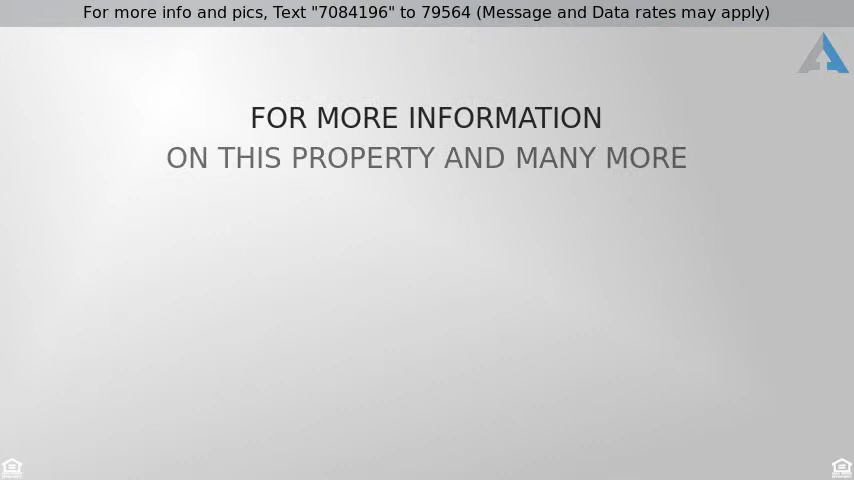 For more info and pics, Text "7084196" to 79564 (Message and Data rates may apply)
FOR MORE INFORMATION
ON THIS PROPERTY AND MANY MORE